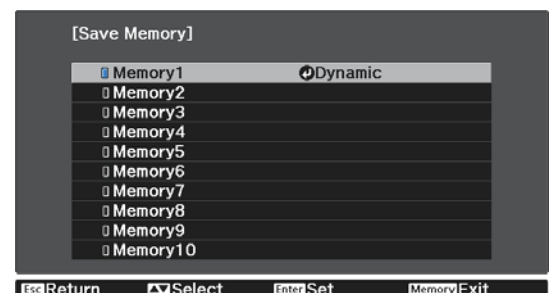 [Save Memory]
Memory1 Dynamic
Memory2
Memory3
Memory4
Memory5
Memory6
Memory7
Memory8
Memory9
Memory10
Esc Return Select Enter Set Memory Exit